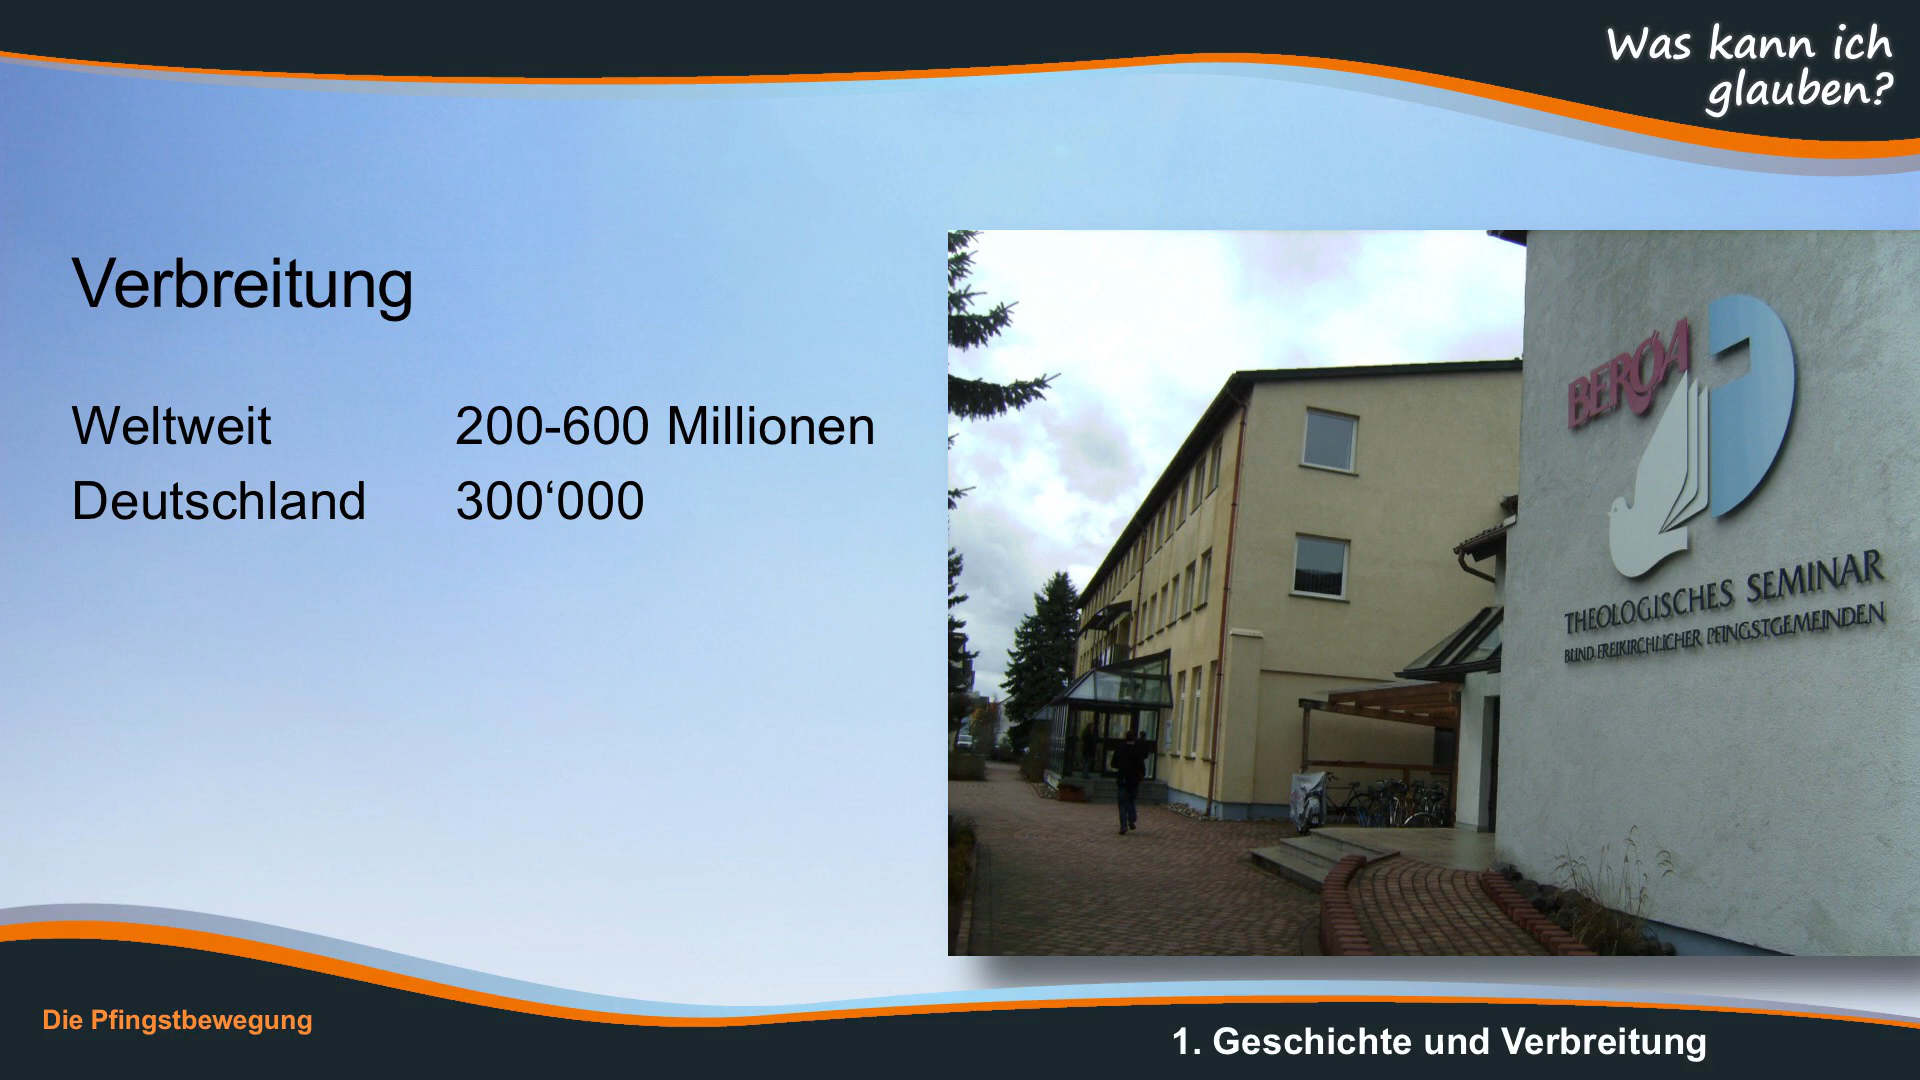 Was kann ich
glauben?
Verbreitung
Weltweit 200-600 Millionen
Deutschland 300‘000
BERÖA
THEOLOGISCHES SEMINAR
BUND FREIKIRCHLICHER PFINGSTGEMEINDEN
Die Pfingstbewegung
1. Geschichte und Verbreitung